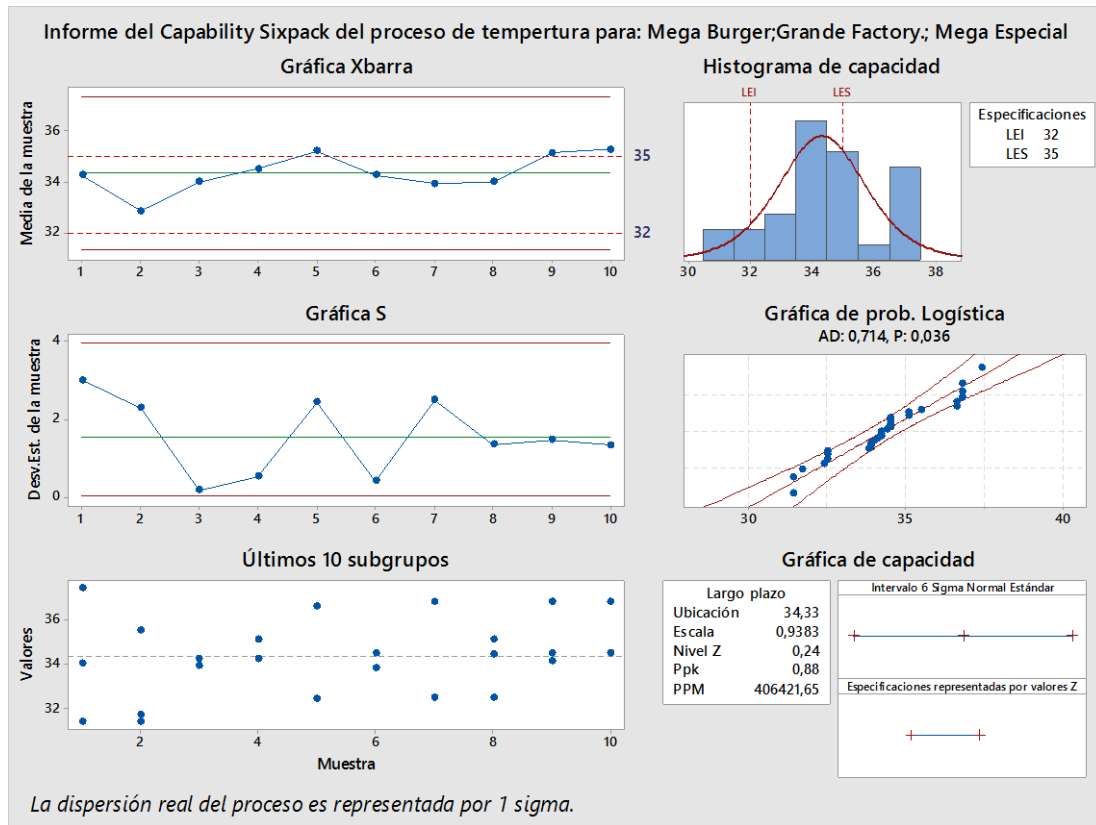 Informe del Capability Sixpack del proceso de tempertura para: Mega Burger;Grande Factory.; Mega Especial
Gráfica Xbarra
Media de la muestra
36
34
32
35
32
1 2 3 4 5 6 7 8 9 10
Histograma de capacidad
LEI LES
Especificaciones
LEI 32
LES 35
30 32 34 36 38
Gráfica S
Desv.Est. de la muestra
4
2
0
1 2 3 4 5 6 7 8 9 10
Gráfica de prob. Logística
AD: 0,714, P: 0,036
30 35 40
Últimos 10 subgrupos
Valores
36
34
32
2 4 6 8 10
Muestra
Gráfica de capacidad
Largo plazo
Ubicación 34,33
Escala 0,9383
Nivel Z 0,24
Ppk 0,88
PPM 406421,65
Intervalo 6 Sigma Normal Estándar
Especificaciones representadas por valores Z
La dispersión real del proceso es representada por 1 sigma.